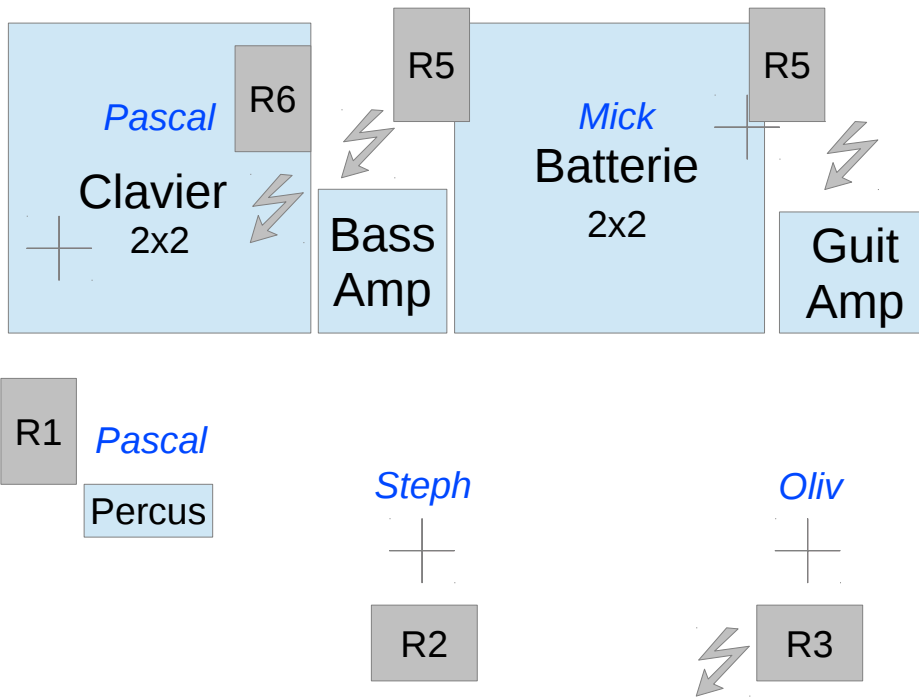 R5
R5
R6
Pascal
Mick
Clavier
Batterie
2x2
2x2
Bass
Amp
Guit
Amp
R1
Pascal
Percus
Steph
Oliv
R2
R3